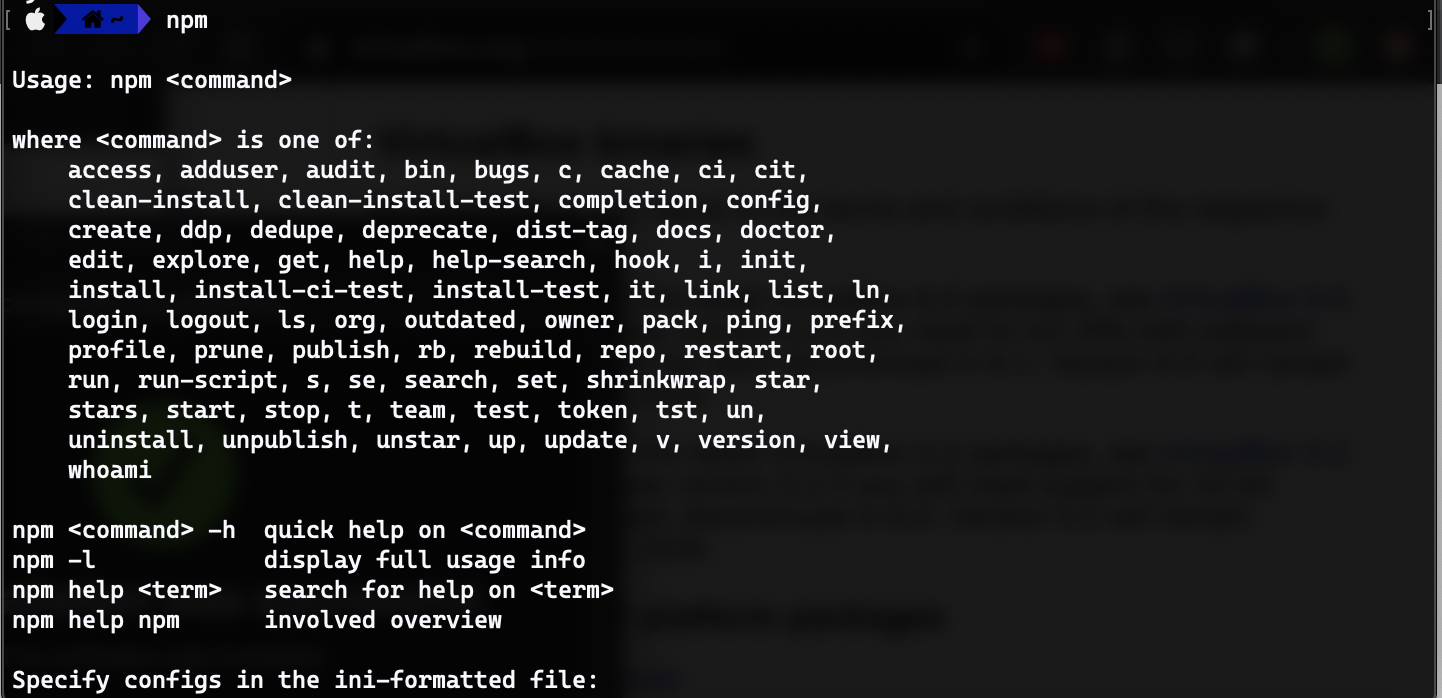 [ ~ npm ]
Usage: npm <command>
where <command> is one of:
access, adduser, audit, bin, bugs, c, cache, ci, cit,
clean-install, clean-install-test, completion, config,
create, ddp, dedupe, deprecate, dist-tag, docs, doctor,
edit, explore, get, help, help-search, hook, i, init,
install, install-ci-test, install-test, it, link, list, ln,
login, logout, ls, org, outdated, owner, pack, ping, prefix,
profile, prune, publish, rb, rebuild, repo, restart, root,
run, run-script, s, se, search, set, shrinkwrap, star,
stars, start, stop, t, team, test, token, tst, un,
uninstall, unpublish, unstar, up, update, v, version, view,
whoami
npm <command> -h  quick help on <command>
npm -l            display full usage info
npm help <term>   search for help on <term>
npm help npm      involved overview
Specify configs in the ini-formatted file: